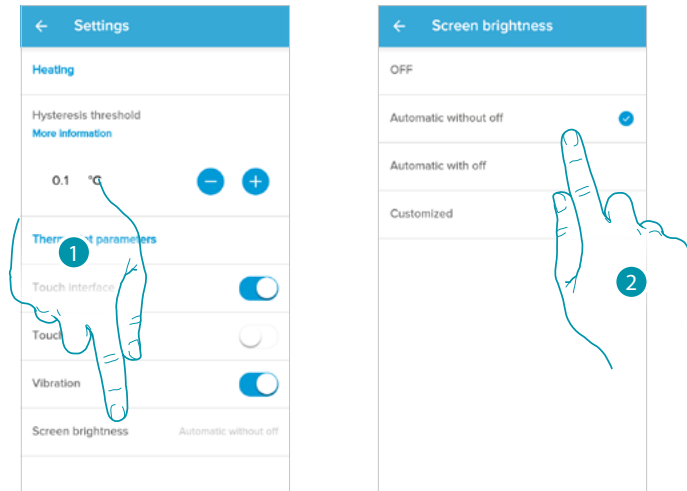 ← Settings
Heating
Hysteresis threshold
More information
0.1 °C
− +
parameters
1
Touch interface
Vibration
Screen brightness Automatic without off
← Screen brightness
OFF
Automatic without off
Automatic with off
Customized
2